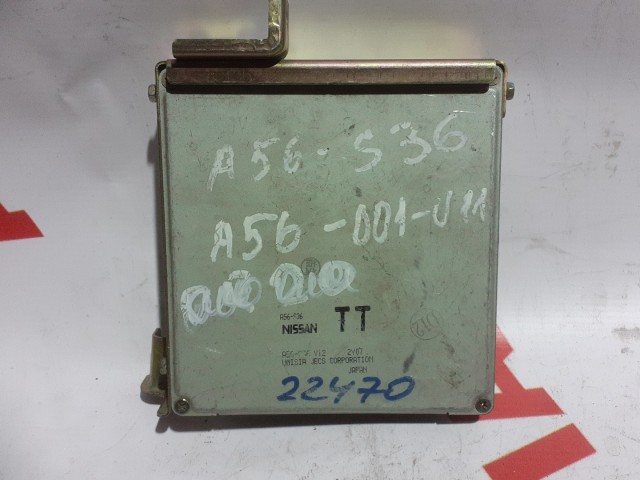 A56-S36
A56-001-U11
A56-S36
NISSAN TT
UNISIA JECS CORPORATION
JAPAN
22470